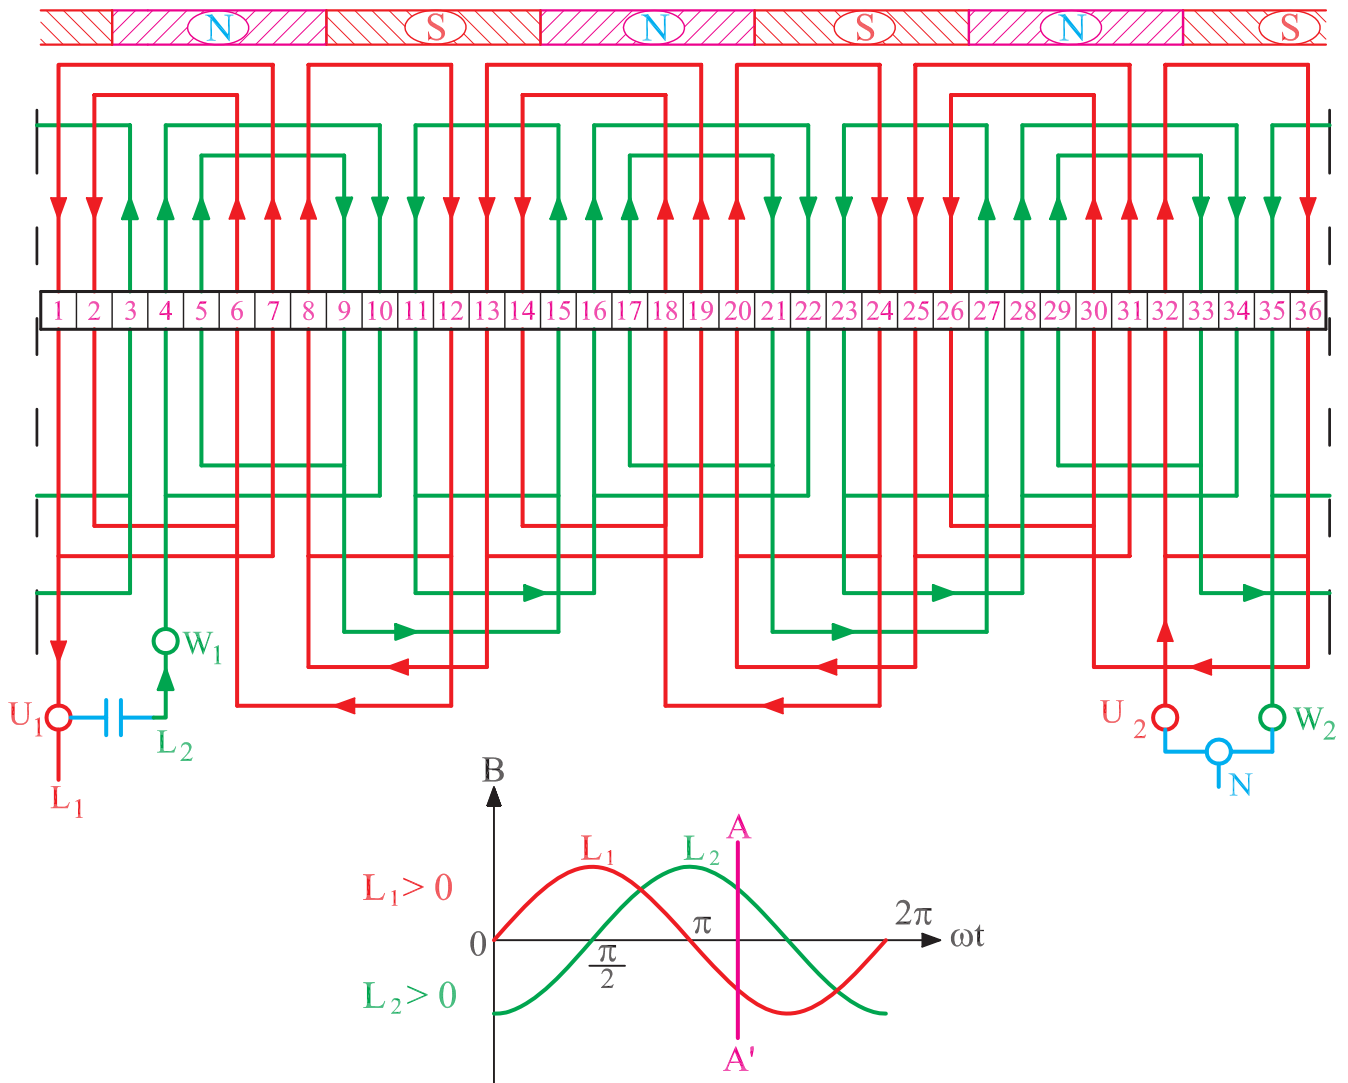 N S N S N S
1 2 3 4 5 6 7 8 9 10 11 12 13 14 15 16 17 18 19 20 21 22 23 24 25 26 27 28 29 30 31 32 33 34 35 36
W1
U1
L2
L1
U2
W2
N
B
A
L1
L2
L1> 0
2π
π
0
ωt
π/2
L2> 0
A'